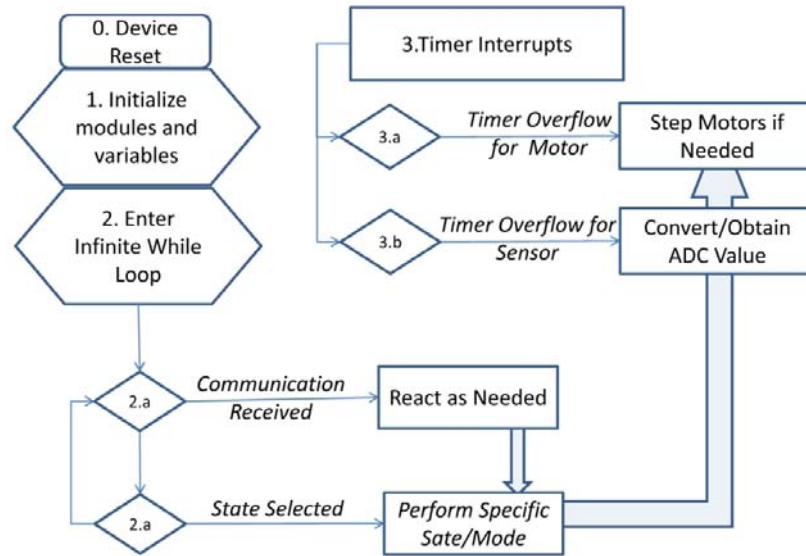 0. Device
Reset
1. Initialize
modules and
variables
2. Enter
Infinite While
Loop
2.a
Communication
Received
React as Needed
2.a
State Selected
Perform Specific
Sate/Mode
3.Timer Interrupts
3.a
Timer Overflow
for Motor
Step Motors if
Needed
3.b
Timer Overflow for
Sensor
Convert/Obtain
ADC Value